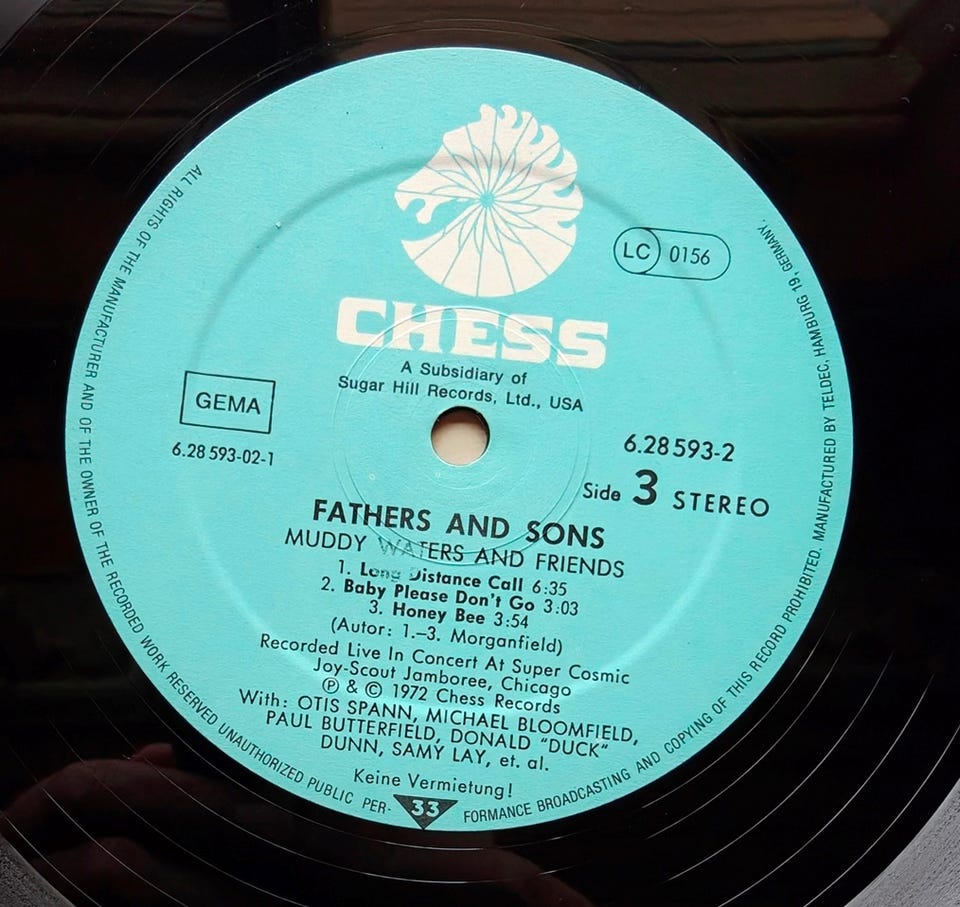 CHESS
A Subsidiary of
Sugar Hill Records, Ltd., USA
LC 0156
GEMA
6.28 593-02-1
6.28 593-2
Side 3 STEREO
FATHERS AND SONS
MUDDY WATERS AND FRIENDS
1. Long Distance Call 6:35
2. Baby Please Don't Go 3:03
3. Honey Bee 3:54
(Autor: 1.–3. Morganfield)
Recorded Live In Concert At Super Cosmic
Joy-Scout Jamboree, Chicago
Ⓟ & © 1972 Chess Records
With: OTIS SPANN, MICHAEL BLOOMFIELD,
PAUL BUTTERFIELD, DONALD "DUCK"
DUNN, SAMY LAY, et. al.
Keine Vermietung!
33
ALL RIGHTS OF THE MANUFACTURER AND OF THE OWNER OF THE RECORDED WORK RESERVED UNAUTHORIZED PUBLIC PER- FORMANCE BROADCASTING AND COPYING OF THIS RECORD PROHIBITED. MANUFACTURED BY TELDEC, HAMBURG 19, GERMANY.